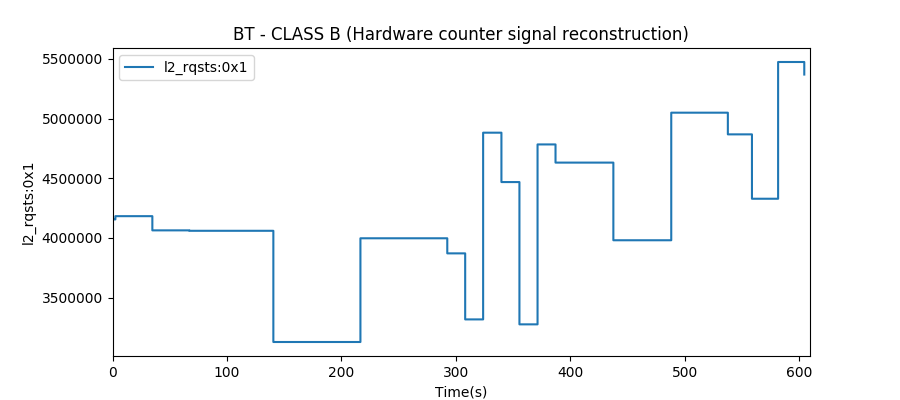 BT - CLASS B (Hardware counter signal reconstruction)
l2_rqsts:0x1
5500000
5000000
4500000
4000000
3500000
l2_rqsts:0x1
0 100 200 300 400 500 600
Time(s)